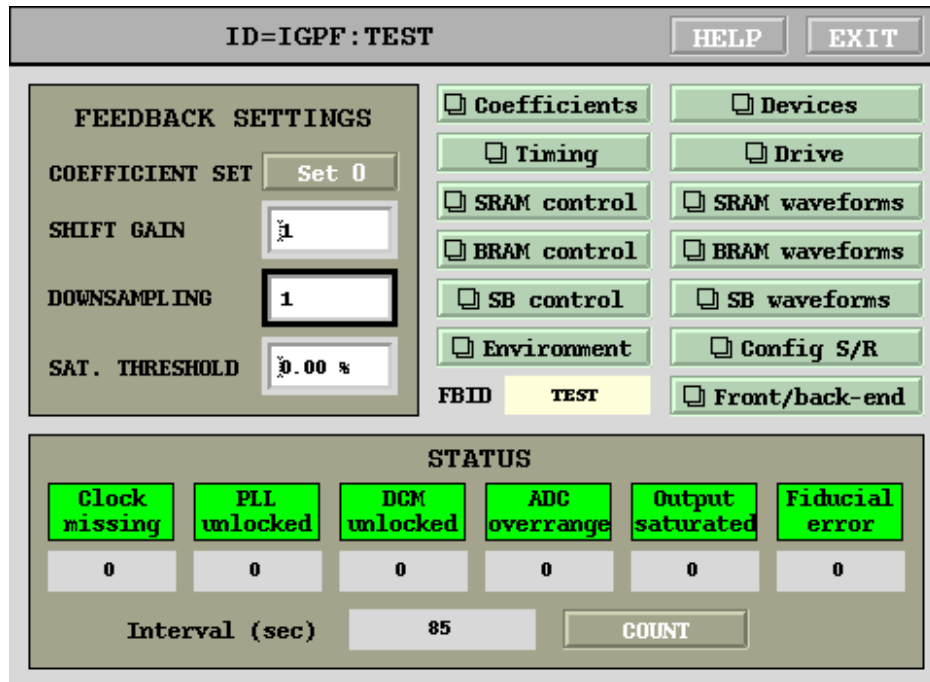 ID=IGPF:TEST
HELP
EXIT
FEEDBACK SETTINGS
COEFFICIENT SET
Set 0
SHIFT GAIN
1
DOWNSAMPLING
1
SAT. THRESHOLD
0.00 %
Coefficients
Devices
Timing
Drive
SRAM control
SRAM waveforms
BRAM control
BRAM waveforms
SB control
SB waveforms
Environment
Config S/R
FBID
TEST
Front/back-end
STATUS
Clock
missing
PLL
unlocked
DCM
unlocked
ADC
overrange
Output
saturated
Fiducial
error
0
0
0
0
0
0
Interval (sec)
85
COUNT